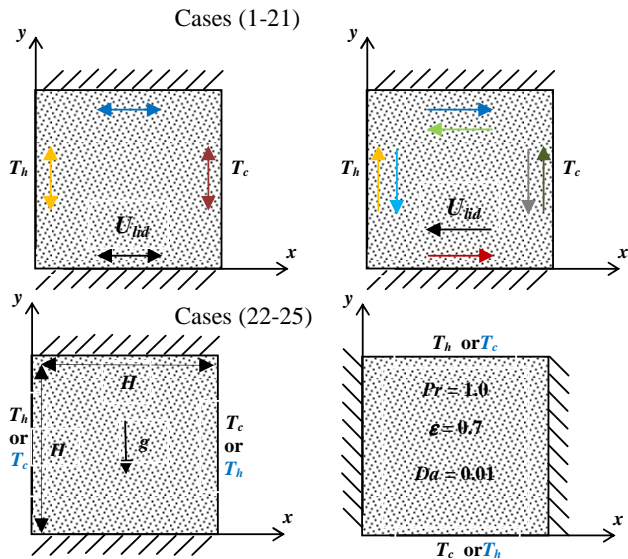 Cases (1-21)
y
y
T_h
T_c
T_h
T_c
U_lid
U_lid
x
x
y
Cases (22-25)
y
T_h or T_c
H
Pr = 1.0
T_h
or
T_c
H
g
T_c
or
T_h
ε = 0.7
Da = 0.01
x
x
T_c or T_h